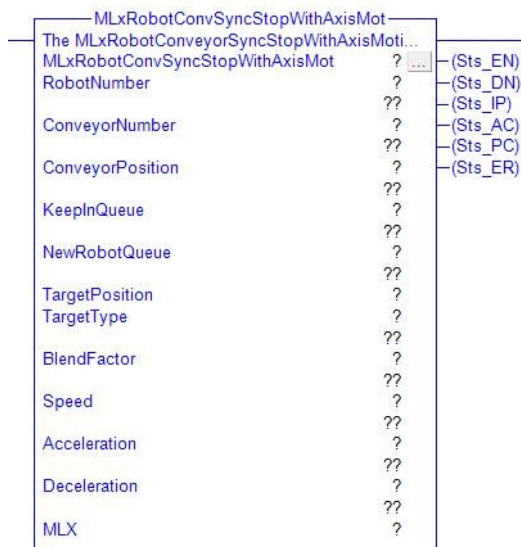 MLxRobotConvSyncStopWithAxisMot
The MLxRobotConveyorSyncStopWithAxisMoti...
MLxRobotConvSyncStopWithAxisMot ? ... (Sts_EN)
RobotNumber ? (Sts_DN)
?? (Sts_IP)
ConveyorNumber ? (Sts_AC)
?? (Sts_PC)
ConveyorPosition ? (Sts_ER)
??
KeepInQueue ?
??
NewRobotQueue ?
??
TargetPosition ?
TargetType ?
??
BlendFactor ?
??
Speed ?
??
Acceleration ?
??
Deceleration ?
??
MLX ?